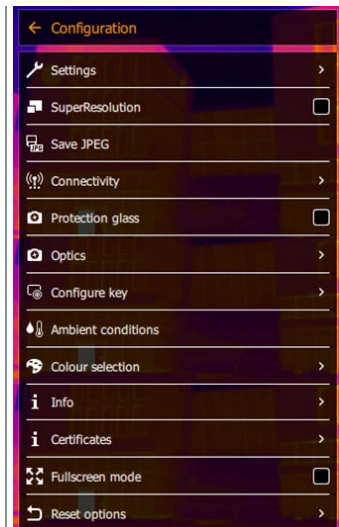 Configuration
Settings
SuperResolution
JPG
Save JPEG
Connectivity
Protection glass
Optics
Configure key
Ambient conditions
Colour selection
Info
Certificates
Fullscreen mode
Reset options